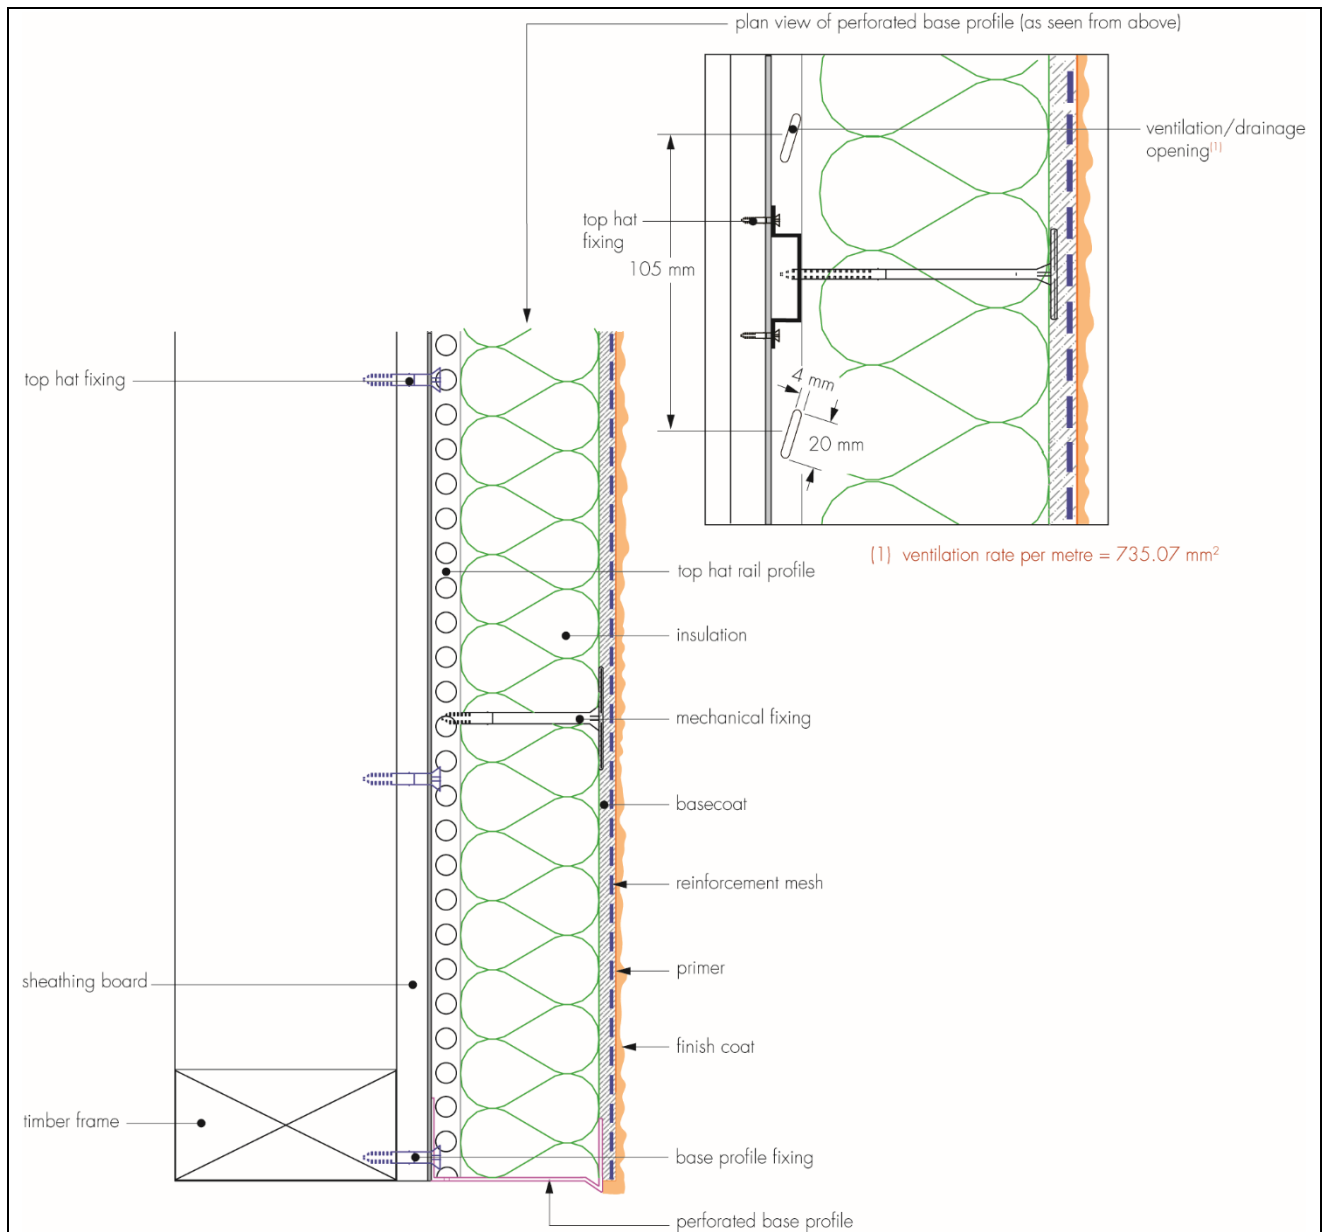 plan view of perforated base profile (as seen from above)
ventilation/drainage
opening(1)
top hat
fixing
105 mm
4 mm
20 mm
(1) ventilation rate per metre = 735.07 mm²
top hat fixing
top hat rail profile
insulation
mechanical fixing
basecoat
reinforcement mesh
primer
sheathing board
finish coat
timber frame
base profile fixing
perforated base profile